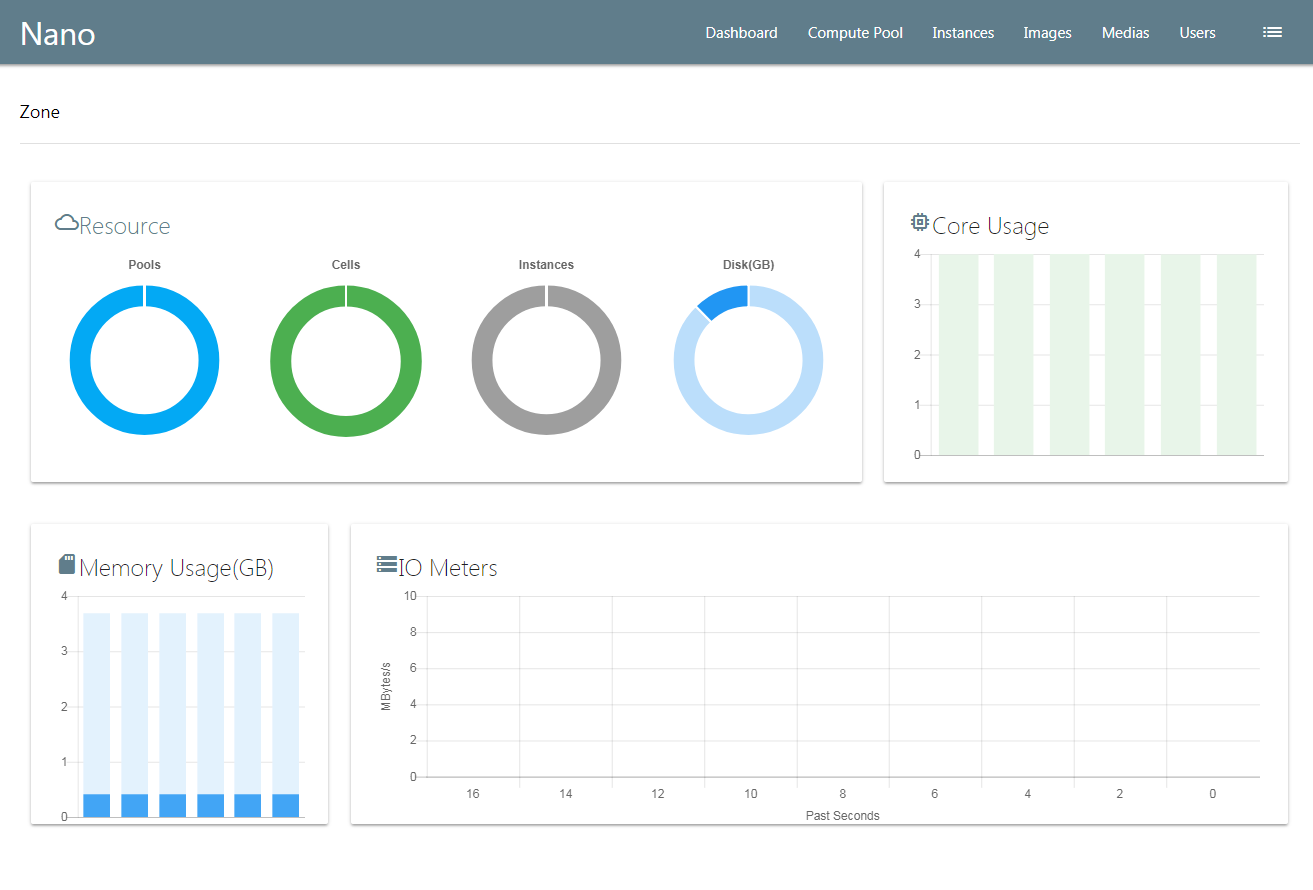 Nano
Dashboard Compute Pool Instances Images Medias Users
Zone
Resource
Pools Cells Instances Disk(GB)
Core Usage
4
3
2
1
0
Memory Usage(GB)
4
3
2
1
0
IO Meters
10
8
6
4
2
0
MBytes/s
16 14 12 10 8 6 4 2 0
Past Seconds